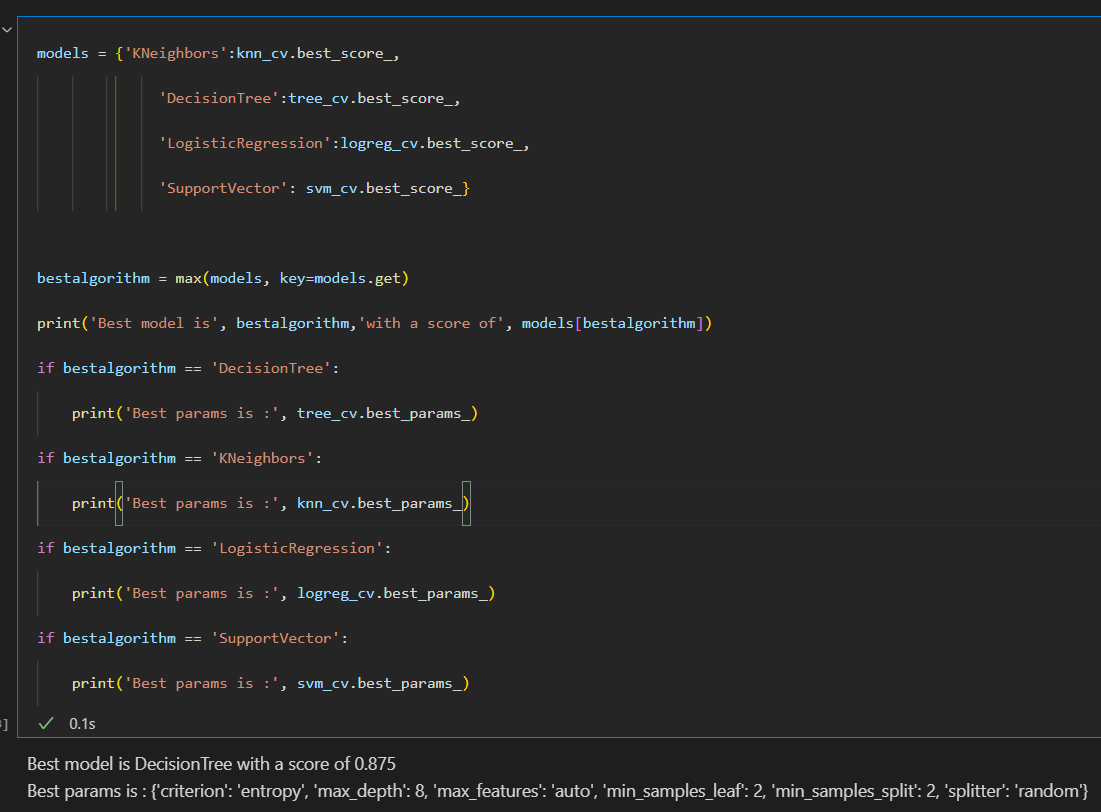 models = {'KNeighbors':knn_cv.best_score_,
'DecisionTree':tree_cv.best_score_,
'LogisticRegression':logreg_cv.best_score_,
'SupportVector': svm_cv.best_score_}
bestalgorithm = max(models, key=models.get)
print('Best model is', bestalgorithm,'with a score of', models[bestalgorithm])
if bestalgorithm == 'DecisionTree':
print('Best params is :', tree_cv.best_params_)
if bestalgorithm == 'KNeighbors':
print('Best params is :', knn_cv.best_params_)
if bestalgorithm == 'LogisticRegression':
print('Best params is :', logreg_cv.best_params_)
if bestalgorithm == 'SupportVector':
print('Best params is :', svm_cv.best_params_)
] ✓ 0.1s
Best model is DecisionTree with a score of 0.875
Best params is : {'criterion': 'entropy', 'max_depth': 8, 'max_features': 'auto', 'min_samples_leaf': 2, 'min_samples_split': 2, 'splitter': 'random'}